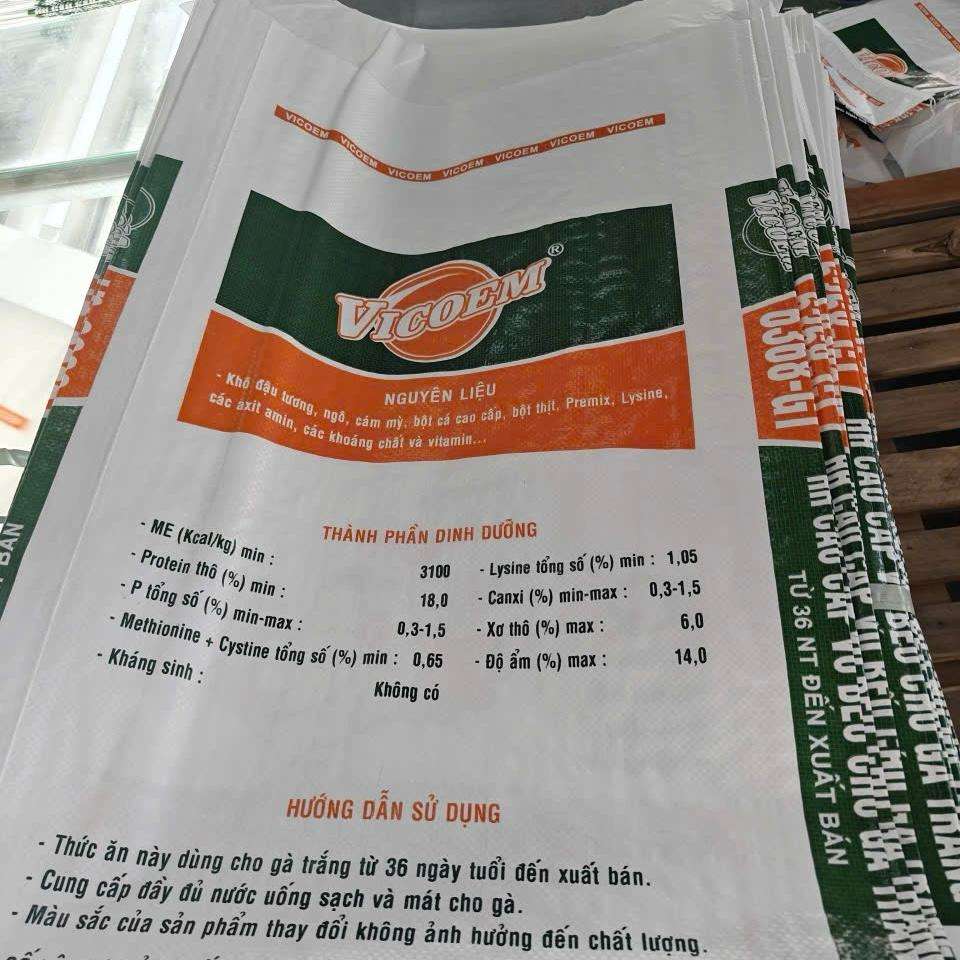 VICOEM VICOEM VICOEM VICOEM VICOEM VICOEM VICOEM
VICOEM®
NGUYÊN LIỆU
- Khô đậu tương, ngô, cám mỳ, bột cá cao cấp, bột thịt, Premix, Lysine,
các axit amin, các khoáng chất và vitamin...
THÀNH PHẦN DINH DƯỠNG
- ME (Kcal/kg) min : 3100
- Protein thô (%) min : 18,0
- P tổng số (%) min-max : 0,3-1,5
- Methionine + Cystine tổng số (%) min : 0,65
- Kháng sinh : Không có
- Lysine tổng số (%) min : 1,05
- Canxi (%) min-max : 0,3-1,5
- Xơ thô (%) max : 6,0
- Độ ẩm (%) max : 14,0
HƯỚNG DẪN SỬ DỤNG
- Thức ăn này dùng cho gà trắng từ 36 ngày tuổi đến xuất bán.
- Cung cấp đầy đủ nước uống sạch và mát cho gà.
- Màu sắc của sản phẩm thay đổi không ảnh hưởng đến chất lượng.
VICOEM
D508-U1
TỪ 36 NT ĐẾN XUẤT BÁN
BÁN